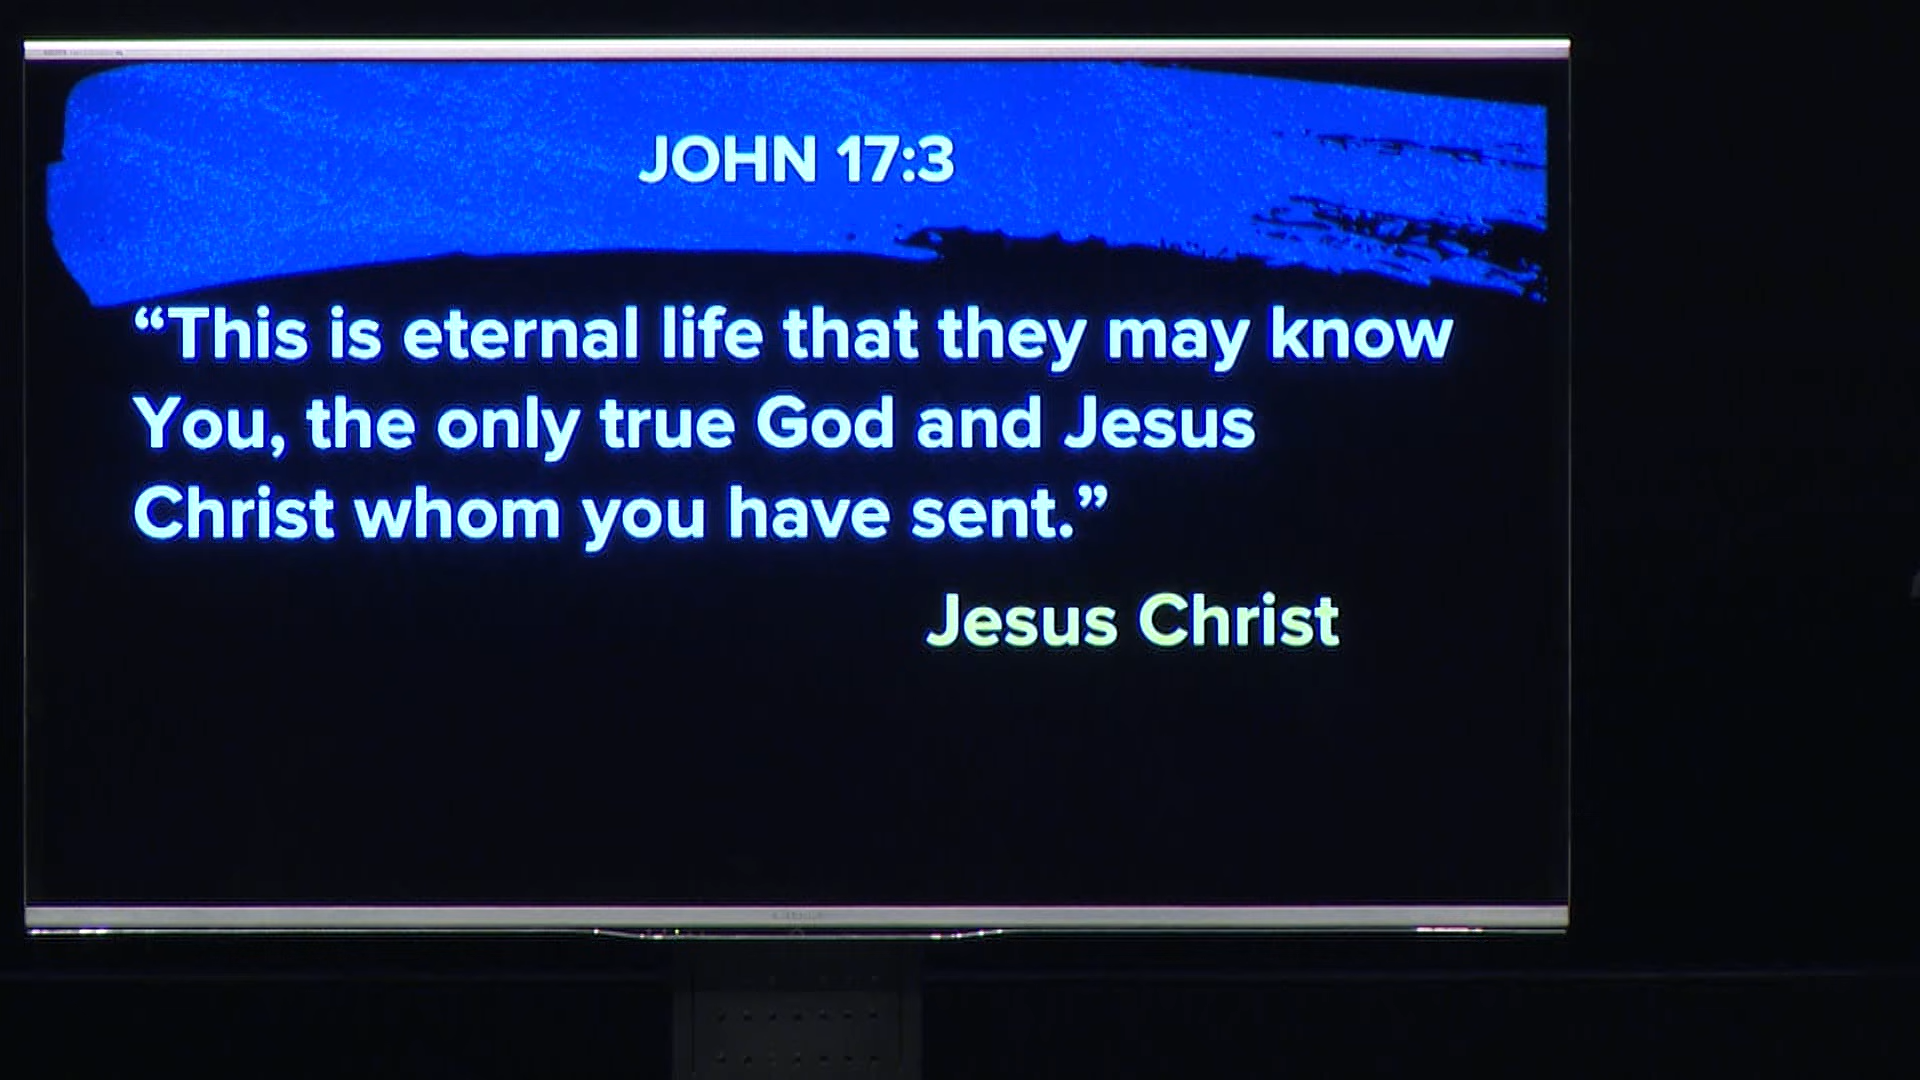 JOHN 17:3
“This is eternal life that they may know
You, the only true God and Jesus
Christ whom you have sent.”
Jesus Christ